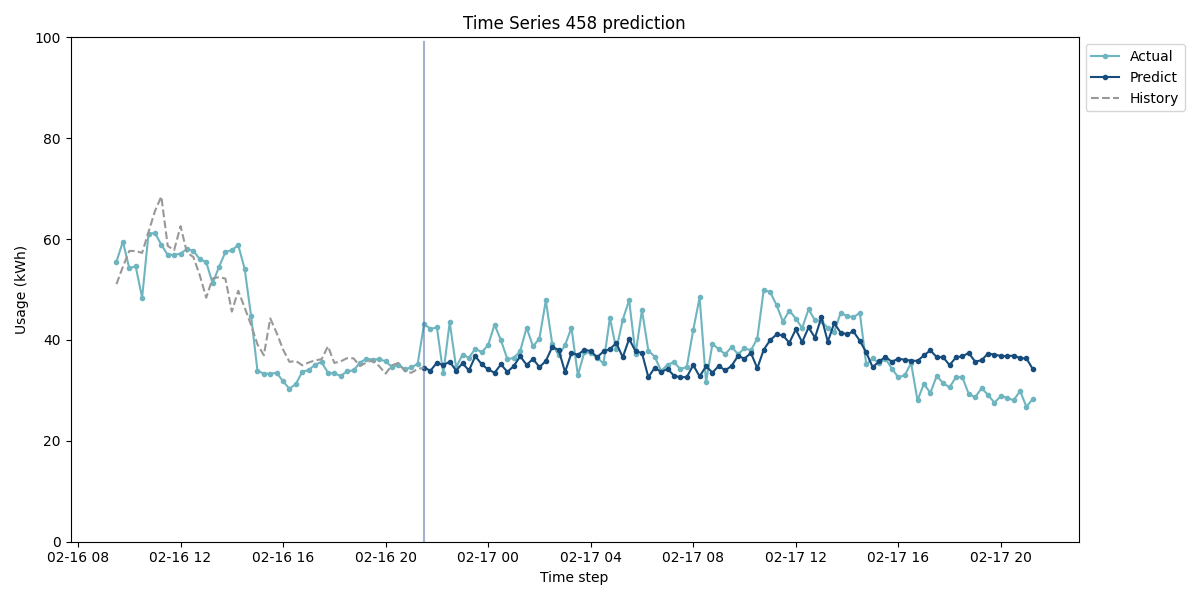 Time Series 458 prediction
Usage (kWh)
100
80
60
40
20
0
02-16 08 02-16 12 02-16 16 02-16 20 02-17 00 02-17 04 02-17 08 02-17 12 02-17 16 02-17 20
Time step
Actual
Predict
History